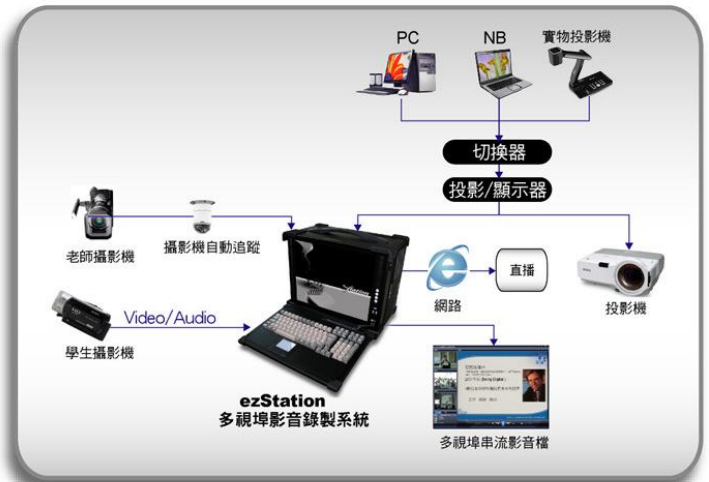 PC
NB
實物投影機
切換器
投影/顯示器
老師攝影機
攝影機自動追蹤
網路
直播
投影機
Video/Audio
學生攝影機
ezStation
多視埠影音錄製系統
多視埠串流影音檔